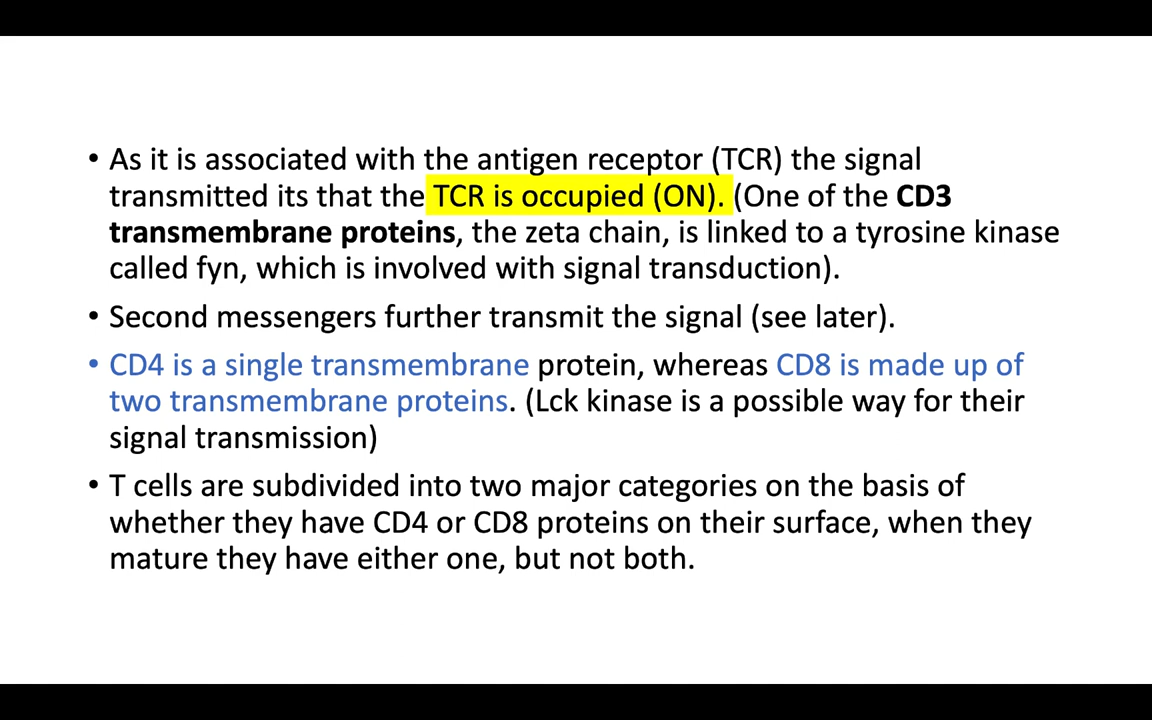 • As it is associated with the antigen receptor (TCR) the signal
transmitted its that the TCR is occupied (ON). (One of the CD3
transmembrane proteins, the zeta chain, is linked to a tyrosine kinase
called fyn, which is involved with signal transduction).
• Second messengers further transmit the signal (see later).
• CD4 is a single transmembrane protein, whereas CD8 is made up of
two transmembrane proteins. (Lck kinase is a possible way for their
signal transmission)
• T cells are subdivided into two major categories on the basis of
whether they have CD4 or CD8 proteins on their surface, when they
mature they have either one, but not both.